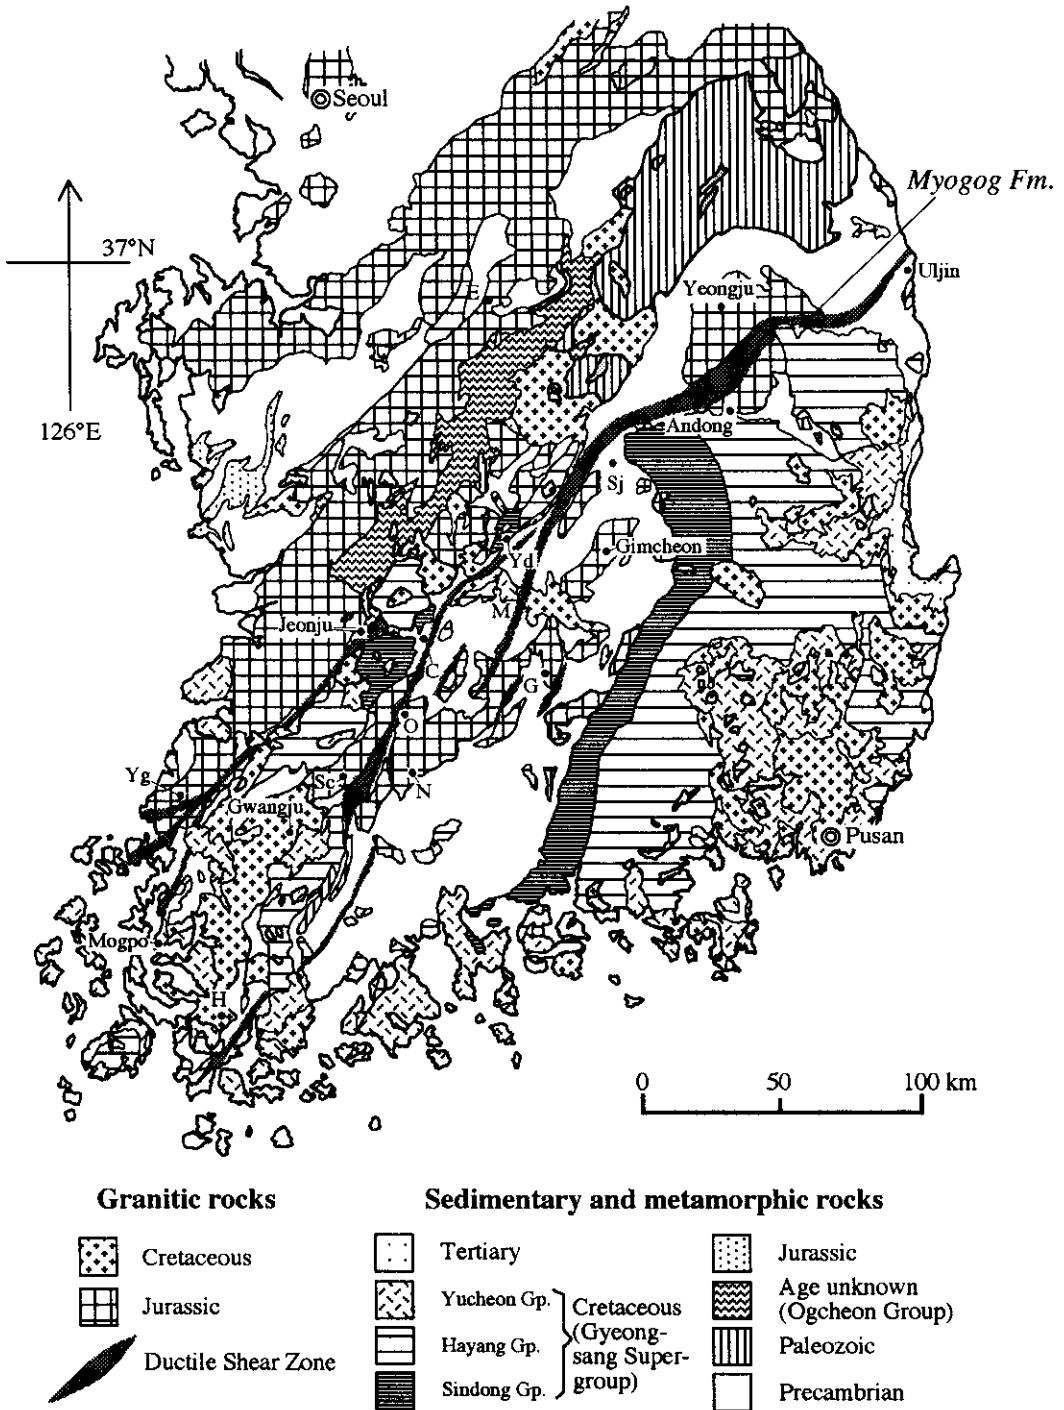 Seoul
Myogog Fm.
37°N
Uljin
E
Yeongju
126°E
Andong
Sj
Gimcheon
Yd
M
Jeonju
C
G
O
Yg
Sc
N
Gwangju
Pusan
Mogpo
H
0 50 100 km
Granitic rocks
Cretaceous
Jurassic
Ductile Shear Zone
Sedimentary and metamorphic rocks
Tertiary
Yucheon Gp.
Hayang Gp.
Sindong Gp.
Cretaceous
(Gyeong-
sang Super-
group)
Jurassic
Age unknown
(Ogcheon Group)
Paleozoic
Precambrian